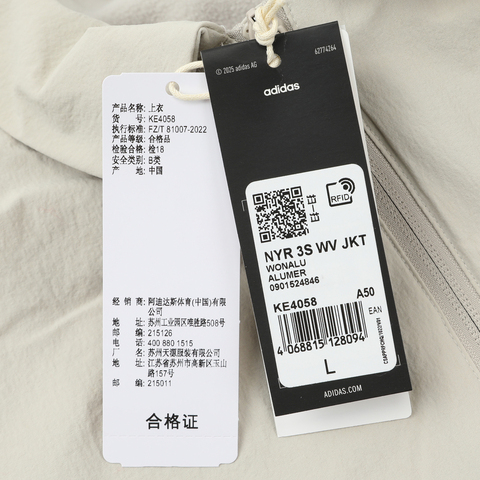 产品名称: 上衣
货　　号: KE4058
执行标准: FZ/T 81007-2022
产品等级: 合格品
检验合格: 检18
安全类别: B类
产　　地: 中国
经 销 商: 阿迪达斯体育(中国)有限
公司
地　　址: 苏州工业园区唯胜路508号
邮　　编: 215126
电　　话: 400 880 1515
厂　　名: 苏州天源服装有限公司
地　　址: 江苏省苏州市高新区玉山
路157号
邮　　编: 215011
合格证
© 2025 adidas AG
62774264
adidas
RFID
NYR 3S WV JKT
WONALU
ALUMER
0901524846
KE4058
A50
EAN
4 068815 128094
L
ADIDAS.COM